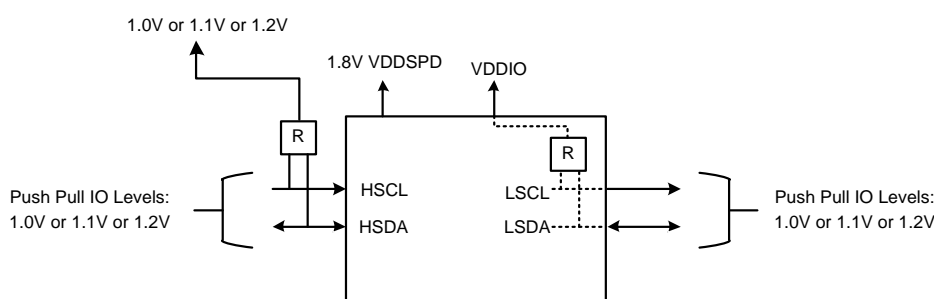 1.0V or 1.1V or 1.2V
1.8V VDDSPD
VDDIO
R
R
Push Pull IO Levels:
1.0V or 1.1V or 1.2V
HSCL
HSDA
LSCL
LSDA
Push Pull IO Levels:
1.0V or 1.1V or 1.2V